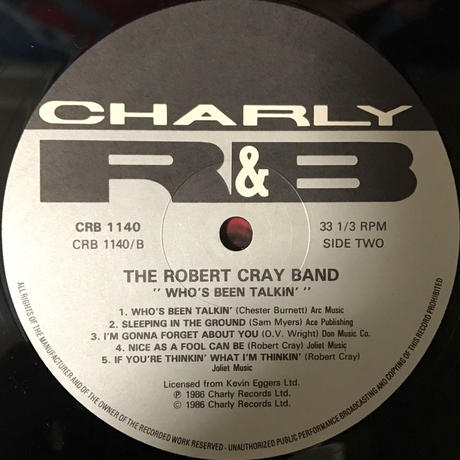 CHARLY
R&B
CRB 1140
CRB 1140/B
33 1/3 RPM
SIDE TWO
THE ROBERT CRAY BAND
"WHO'S BEEN TALKIN'"
1. WHO'S BEEN TALKIN' (Chester Burnett) Arc Music
2. SLEEPING IN THE GROUND (Sam Myers) Ace Publishing
3. I'M GONNA FORGET ABOUT YOU (O.V. Wright) Don Music Co.
4. NICE AS A FOOL CAN BE (Robert Cray) Joliet Music
5. IF YOU'RE THINKIN' WHAT I'M THINKIN' (Robert Cray)
Joliet Music
Licensed from Kevin Eggers Ltd.
℗ 1986 Charly Records Ltd.
© 1986 Charly Records Ltd.
ALL RIGHTS OF THE MANUFACTURER AND OF THE OWNER OF THE RECORDED WORK RESERVED - UNAUTHORIZED PUBLIC PERFORMANCE BROADCASTING AND COPYING OF THIS RECORD PROHIBITED